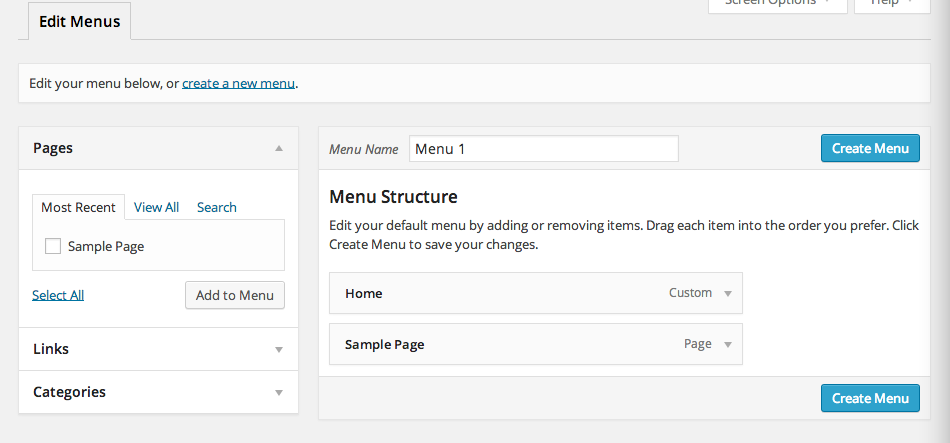 Screen Options
Help
Edit Menus
Edit your menu below, or create a new menu.
Pages
Most Recent
View All
Search
Sample Page
Select All
Add to Menu
Links
Categories
Menu Name
Menu 1
Create Menu
Menu Structure
Edit your default menu by adding or removing items. Drag each item into the order you prefer. Click
Create Menu to save your changes.
Home
Custom
Sample Page
Page
Create Menu